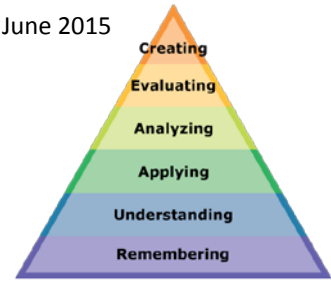 June 2015
Creating
Evaluating
Analyzing
Applying
Understanding
Remembering